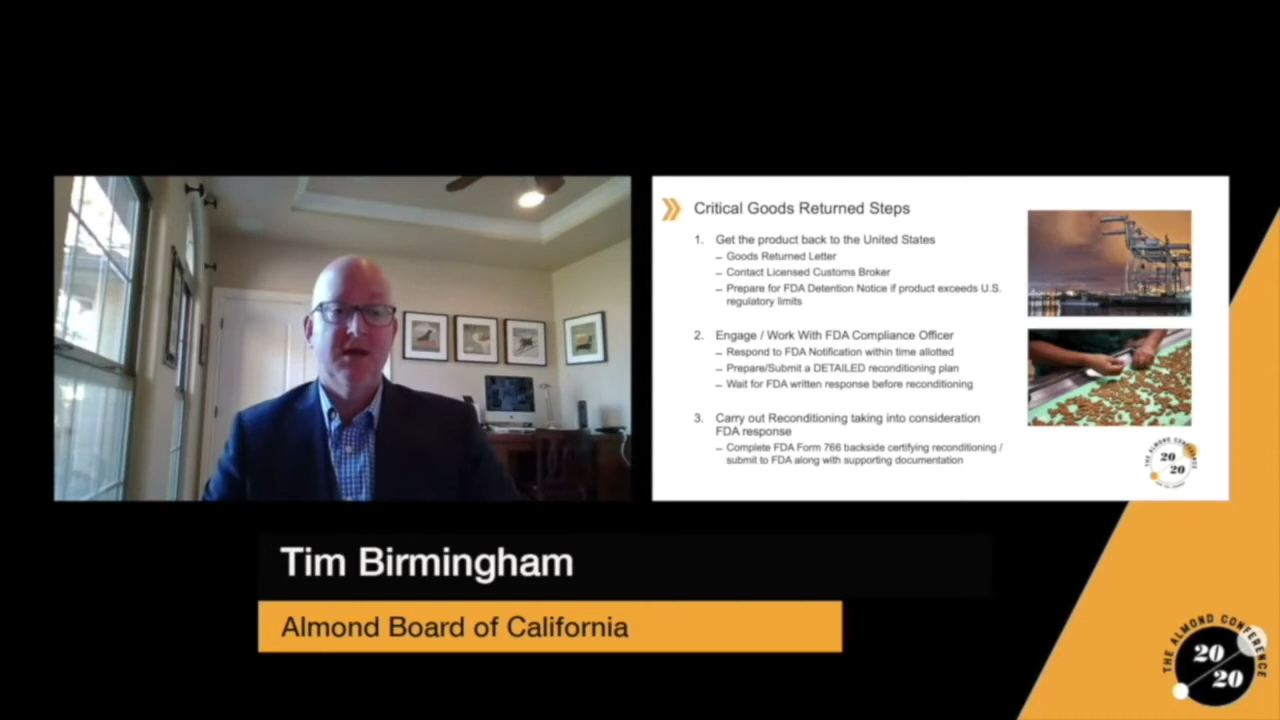 Critical Goods Returned Steps
1. Get the product back to the United States
– Goods Returned Letter
– Contact Licensed Customs Broker
– Prepare for FDA Detention Notice if product exceeds U.S.
regulatory limits
2. Engage / Work With FDA Compliance Officer
– Respond to FDA Notification within time allotted
– Prepare/Submit a DETAILED reconditioning plan
– Wait for FDA written response before reconditioning
3. Carry out Reconditioning taking into consideration
FDA response
– Complete FDA Form 766 backside certifying reconditioning /
submit to FDA along with supporting documentation
THE ALMOND CONFERENCE
20
20
Tim Birmingham
Almond Board of California
THE ALMOND CONFERENCE
20
20